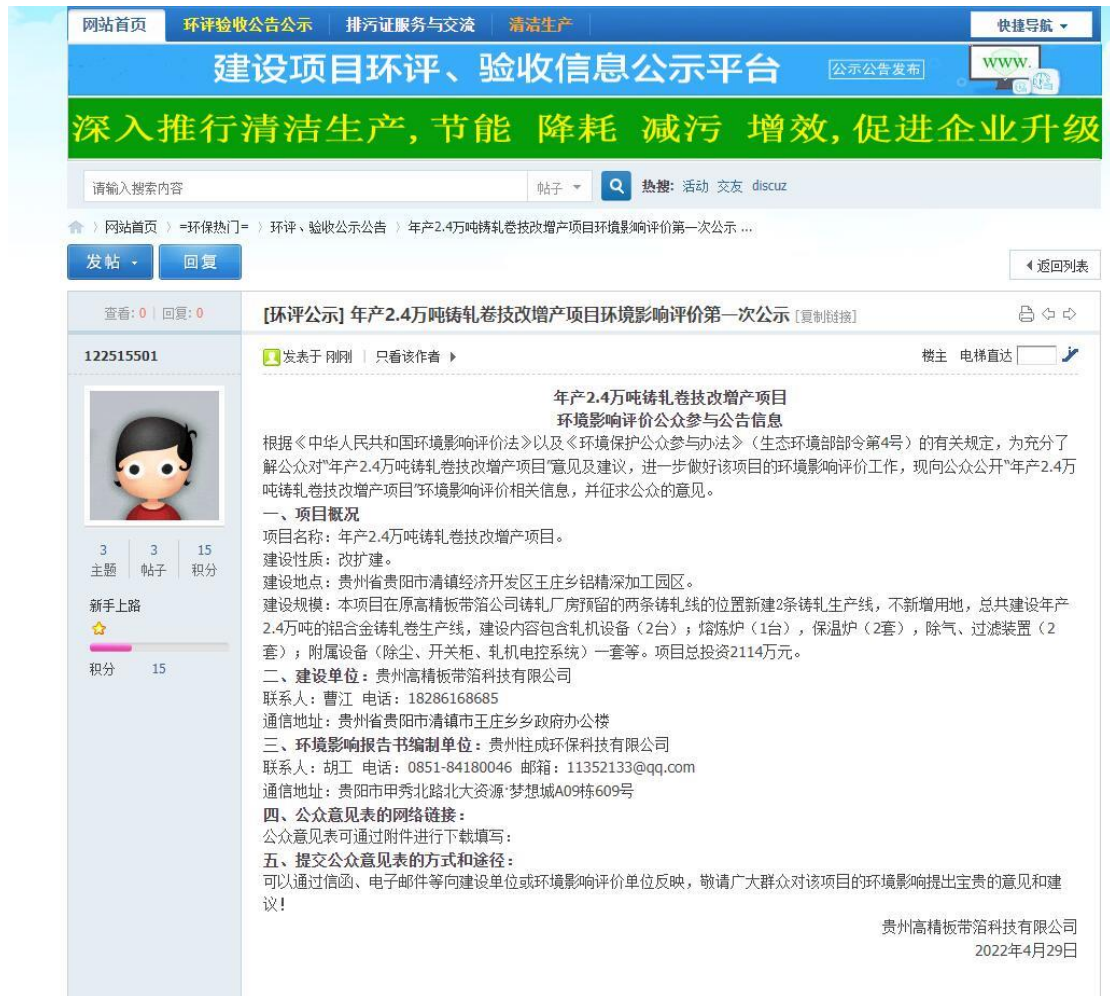 网站首页 环评验收公告公示 排污证服务与交流 清洁生产 快捷导航
建设项目环评、验收信息公示平台 公示公告发布 www.
深入推行清洁生产,节能 降耗 减污 增效,促进企业升级
请输入搜索内容 帖子 热搜: 活动 交友 discuz
网站首页 〉 =环保热门= 〉 环评、验收公示公告 〉 年产2.4万吨铸轧卷技改增产项目环境影响评价第一次公示 ...
发帖 回复 返回列表
查看: 0 | 回复: 0
[环评公示] 年产2.4万吨铸轧卷技改增产项目环境影响评价第一次公示 [复制链接]
122515501
发表于 刚刚 | 只看该作者 楼主 电梯直达
3 3 15
主题 帖子 积分
新手上路
积分 15
年产2.4万吨铸轧卷技改增产项目
环境影响评价公众参与公告信息
根据《中华人民共和国环境影响评价法》以及《环境保护公众参与办法》(生态环境部部令第4号)的有关规定,为充分了
解公众对“年产2.4万吨铸轧卷技改增产项目”意见及建议,进一步做好该项目的环境影响评价工作,现向公众公开“年产2.4万
吨铸轧卷技改增产项目”环境影响评价相关信息,并征求公众的意见。
一、项目概况
项目名称:年产2.4万吨铸轧卷技改增产项目。
建设性质:改扩建。
建设地点:贵州省贵阳市清镇经济开发区王庄乡铝精深加工园区。
建设规模:本项目在原高精板带箔公司铸轧厂房预留的两条铸轧线的位置新建2条铸轧生产线,不新增用地,总共建设年产
2.4万吨的铝合金铸轧卷生产线,建设内容包含轧机设备(2台);熔炼炉(1台),保温炉(2套),除气、过滤装置(2
套);附属设备(除尘、开关柜、轧机电控系统)一套等。项目总投资2114万元。
二、建设单位:贵州高精板带箔科技有限公司
联系人:曹江 电话:18286168685
通信地址:贵州省贵阳市清镇市王庄乡乡政府办公楼
三、环境影响报告书编制单位:贵州柱成环保科技有限公司
联系人:胡工 电话:0851-84180046 邮箱:11352133@qq.com
通信地址:贵阳市甲秀北路北大资源·梦想城A09栋609号
四、公众意见表的网络链接:
公众意见表可通过附件进行下载填写:
五、提交公众意见表的方式和途径:
可以通过信函、电子邮件等向建设单位或环境影响评价单位反映,敬请广大群众对该项目的环境影响提出宝贵的意见和建
议!
贵州高精板带箔科技有限公司
2022年4月29日